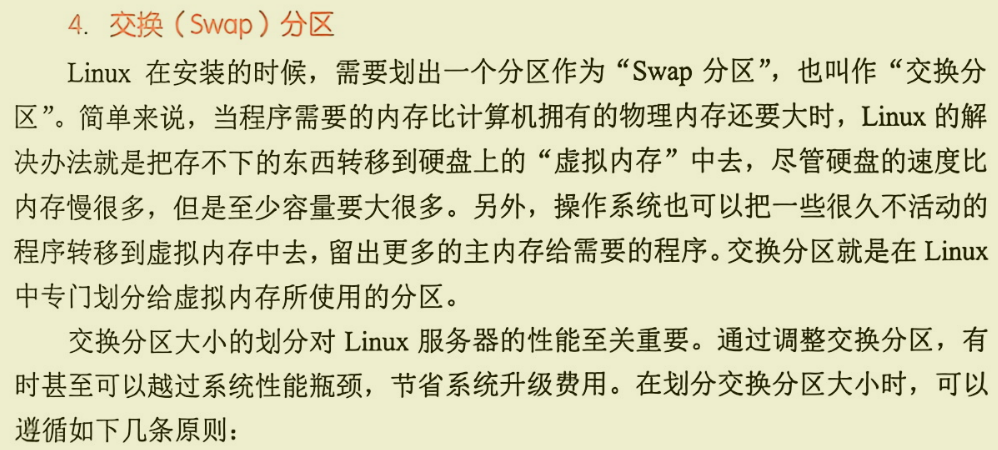 4. 交换（Swap）分区
Linux 在安装的时候，需要划出一个分区作为“Swap 分区”，也叫作“交换分
区”。简单来说，当程序需要的内存比计算机拥有的物理内存还要大时，Linux 的解
决办法就是把存不下的东西转移到硬盘上的“虚拟内存”中去，尽管硬盘的速度比
内存慢很多，但是至少容量要大很多。另外，操作系统也可以把一些很久不活动的
程序转移到虚拟内存中去，留出更多的主内存给需要的程序。交换分区就是在 Linux
中专门划分给虚拟内存所使用的分区。
交换分区大小的划分对 Linux 服务器的性能至关重要。通过调整交换分区，有
时甚至可以越过系统性能瓶颈，节省系统升级费用。在划分交换分区大小时，可以
遵循如下几条原则：